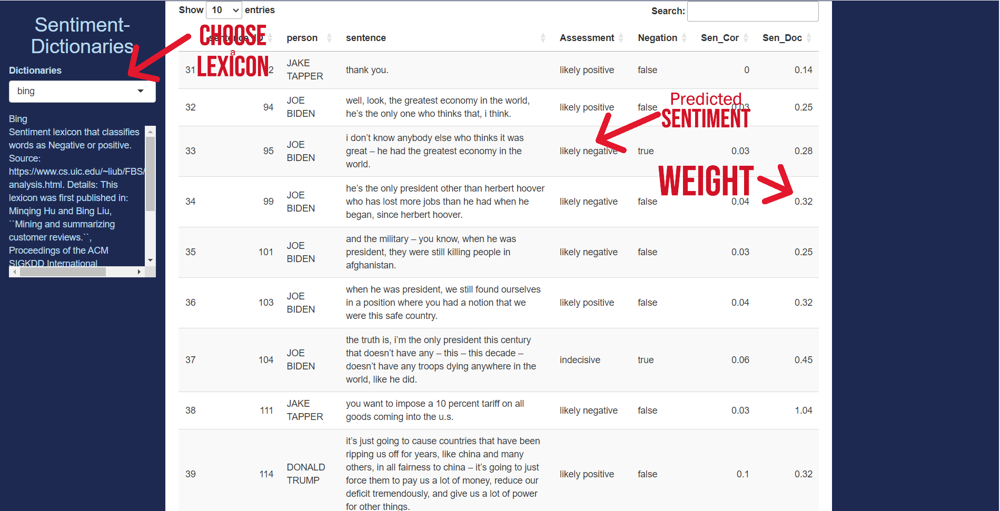 Sentiment-
Dictionaries
Dictionaries
bing
Bing
Sentiment lexicon that classifies
words as Negative or positive.
Source:
https://www.cs.uic.edu/~liub/FBS/
analysis.html. Details: This
lexicon was first published in:
Minqing Hu and Bing Liu,
``Mining and summarizing
customer reviews.``,
Proceedings of the ACM
SIGKDD International
Show 10 entries
Search:
CHOOSE
a
LEXICON
person sentence Assessment Negation Sen_Cor Sen_Doc
31 2 JAKE TAPPER thank you. likely positive false 0 0.14
32 94 JOE BIDEN well, look, the greatest economy in the world,
he's the only one who thinks that, i think. likely positive false 0.03 0.25
Predicted
SENTIMENT
33 95 JOE BIDEN i don't know anybody else who thinks it was
great – he had the greatest economy in the
world. likely negative true 0.03 0.28
WEIGHT
34 99 JOE BIDEN he's the only president other than herbert hoover
who has lost more jobs than he had when he
began, since herbert hoover. likely negative false 0.04 0.32
35 101 JOE BIDEN and the military – you know, when he was
president, they were still killing people in
afghanistan. likely negative false 0.03 0.25
36 103 JOE BIDEN when he was president, we still found ourselves
in a position where you had a notion that we
were this safe country. likely positive false 0.04 0.32
37 104 JOE BIDEN the truth is, i'm the only president this century
that doesn't have any – this – this decade –
doesn't have any troops dying anywhere in the
world, like he did. indecisive true 0.06 0.45
38 111 JAKE TAPPER you want to impose a 10 percent tariff on all
goods coming into the u.s. likely negative false 0.03 1.04
39 114 DONALD TRUMP it's just going to cause countries that have been
ripping us off for years, like china and many
others, in all fairness to china – it's going to just
force them to pay us a lot of money, reduce our
deficit tremendously, and give us a lot of power
for other things. likely positive false 0.1 0.32